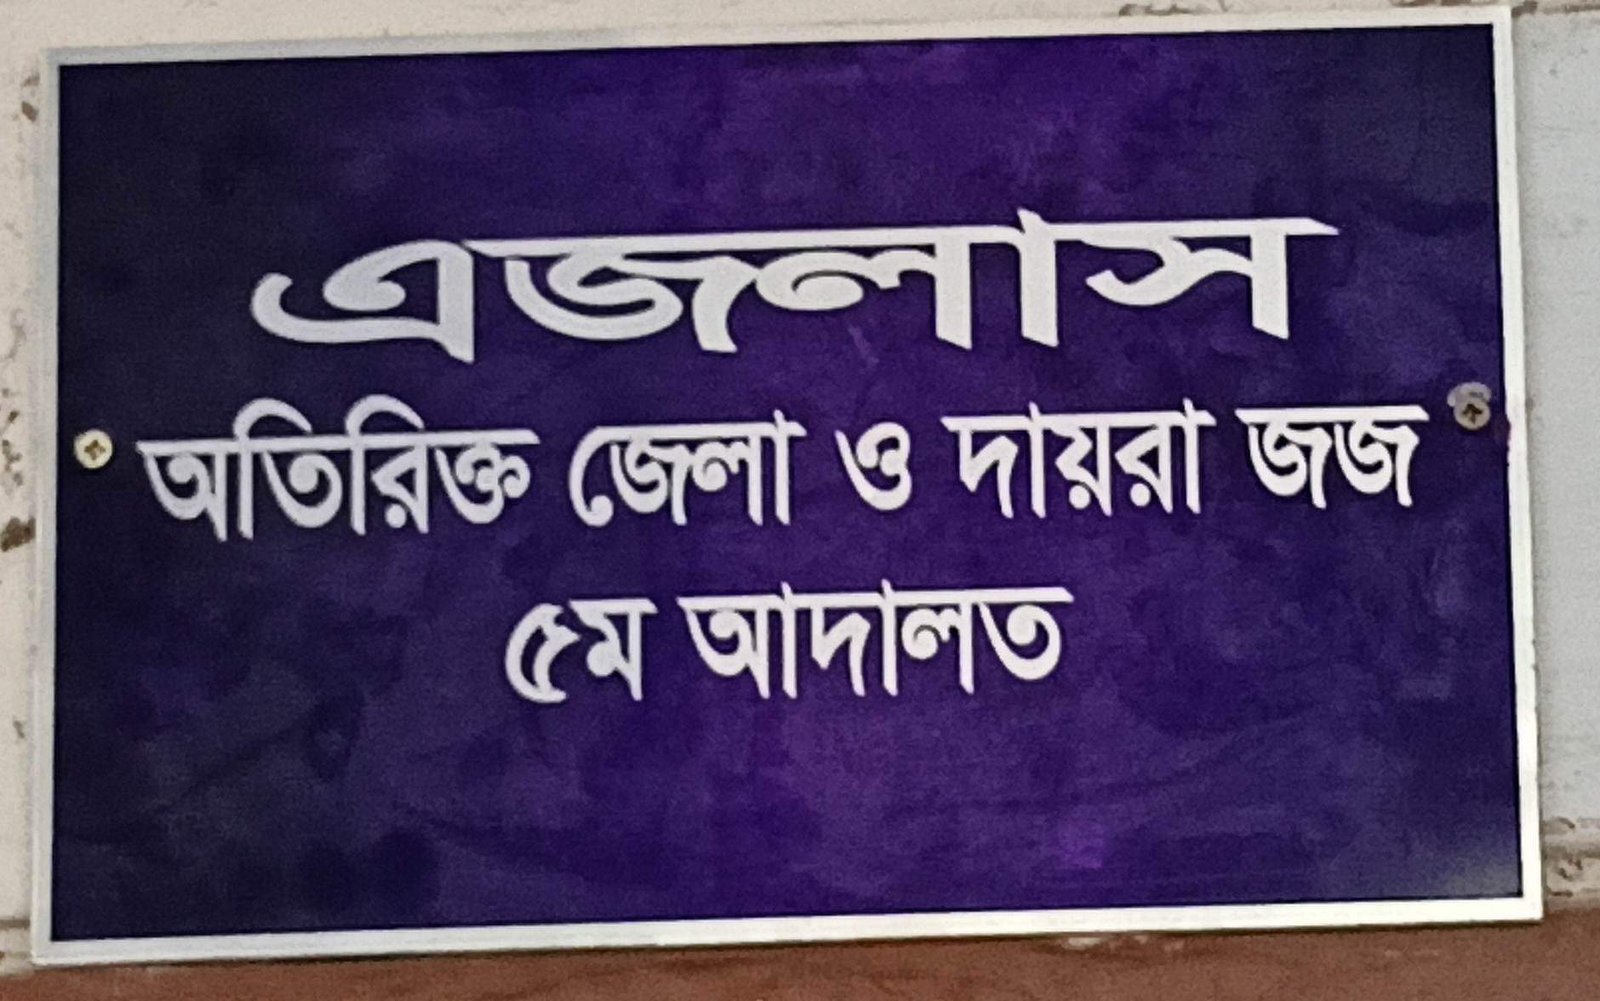 এজলাস
অতিরিক্ত জেলা ও দায়রা জজ
৫ম আদালত